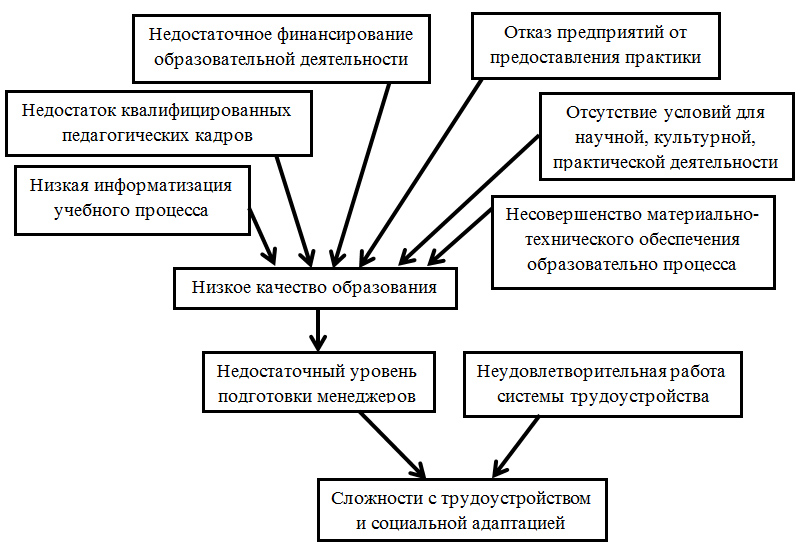 Недостаточное финансирование
образовательной деятельности
Отказ предприятий от
предоставления практики
Недостаток квалифицированных
педагогических кадров
Отсутствие условий для
научной, культурной,
практической деятельности
Низкая информатизация
учебного процесса
Несовершенство материально-
технического обеспечения
образовательно процесса
Низкое качество образования
Недостаточный уровень
подготовки менеджеров
Неудовлетворительная работа
системы трудоустройства
Сложности с трудоустройством
и социальной адаптацией